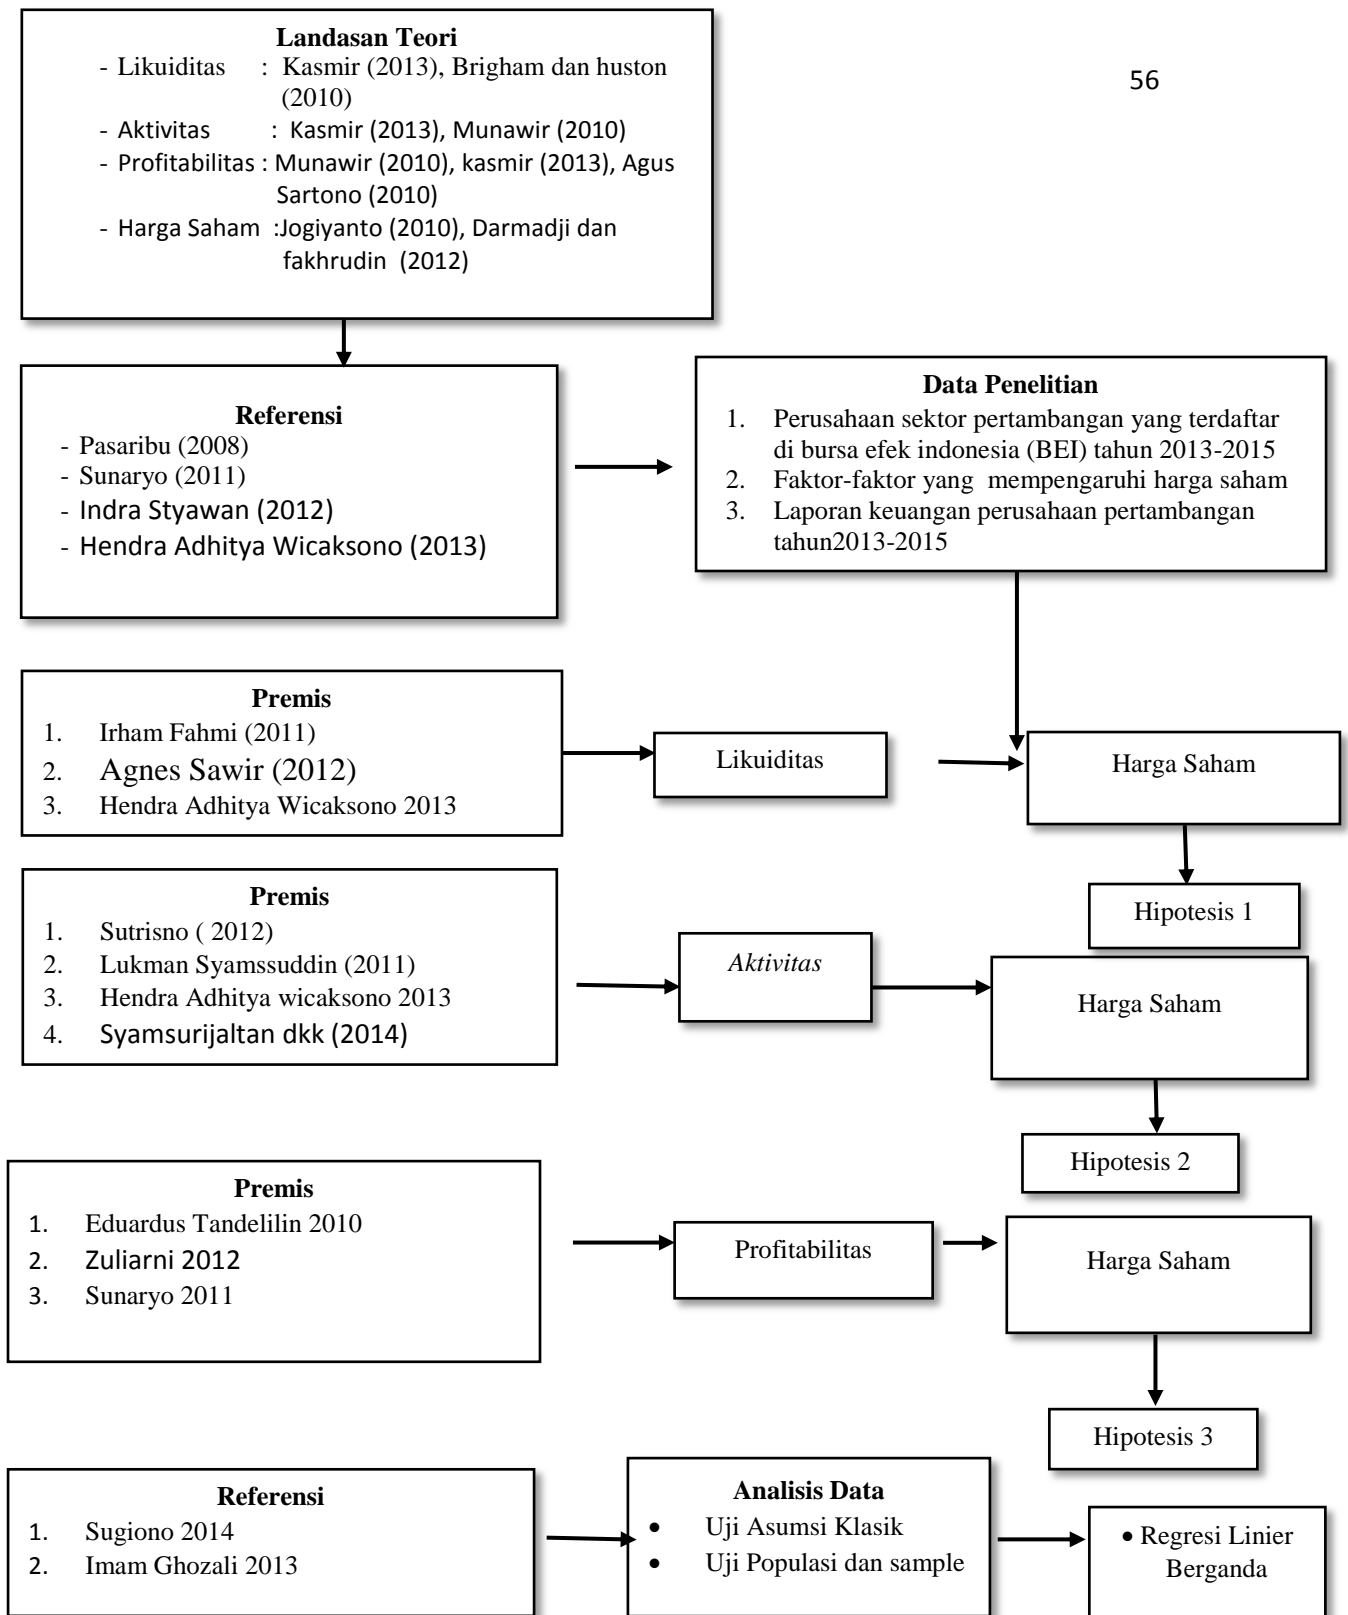 Landasan Teori
- Likuiditas : Kasmir (2013), Brigham dan huston
(2010)
- Aktivitas : Kasmir (2013), Munawir (2010)
- Profitabilitas : Munawir (2010), kasmir (2013), Agus
Sartono (2010)
- Harga Saham :Jogiyanto (2010), Darmadji dan
fakhrudin (2012)
56
Referensi
- Pasaribu (2008)
- Sunaryo (2011)
- Indra Styawan (2012)
- Hendra Adhitya Wicaksono (2013)
Data Penelitian
1. Perusahaan sektor pertambangan yang terdaftar
di bursa efek indonesia (BEI) tahun 2013-2015
2. Faktor-faktor yang mempengaruhi harga saham
3. Laporan keuangan perusahaan pertambangan
tahun2013-2015
Premis
1. Irham Fahmi (2011)
2. Agnes Sawir (2012)
3. Hendra Adhitya Wicaksono 2013
Likuiditas
Harga Saham
Hipotesis 1
Premis
1. Sutrisno ( 2012)
2. Lukman Syamssuddin (2011)
3. Hendra Adhitya wicaksono 2013
4. Syamsurijaltan dkk (2014)
Aktivitas
Harga Saham
Hipotesis 2
Premis
1. Eduardus Tandelilin 2010
2. Zuliarni 2012
3. Sunaryo 2011
Profitabilitas
Harga Saham
Hipotesis 3
Referensi
1. Sugiono 2014
2. Imam Ghozali 2013
Analisis Data
• Uji Asumsi Klasik
• Uji Populasi dan sample
• Regresi Linier
Berganda